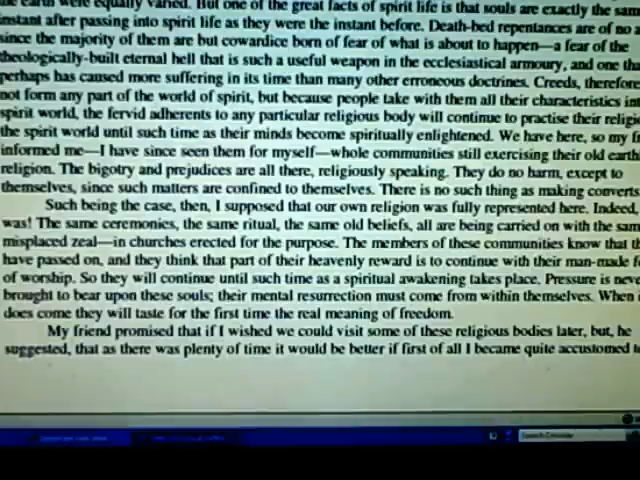 the earth were equally varied. But one of the great facts of spirit life is that souls are exactly the sam
instant after passing into spirit life as they were the instant before. Death-bed repentances are of no a
since the majority of them are but cowardice born of fear of what is about to happen—a fear of the
theologically-built eternal hell that is such a useful weapon in the ecclesiastical armoury, and one tha
perhaps has caused more suffering in its time than many other erroneous doctrines. Creeds, therefore
not form any part of the world of spirit, but because people take with them all their characteristics in
spirit world, the fervid adherents to any particular religious body will continue to practise their religio
the spirit world until such time as their minds become spiritually enlightened. We have here, so my fr
informed me—I have since seen them for myself—whole communities still exercising their old earth
religion. The bigotry and prejudices are all there, religiously speaking. They do no harm, except to
themselves, since such matters are confined to themselves. There is no such thing as making converts
Such being the case, then, I supposed that our own religion was fully represented here. Indeed,
was! The same ceremonies, the same ritual, the same old beliefs, all are being carried on with the sam
misplaced zeal—in churches erected for the purpose. The members of these communities know that th
have passed on, and they think that part of their heavenly reward is to continue with their man-made fo
of worship. So they will continue until such time as a spiritual awakening takes place. Pressure is neve
brought to bear upon these souls; their mental resurrection must come from within themselves. When
does come they will taste for the first time the real meaning of freedom.
My friend promised that if I wished we could visit some of these religious bodies later, but, he
suggested, that as there was plenty of time it would be better if first of all I became quite accustomed to
Search Desktop